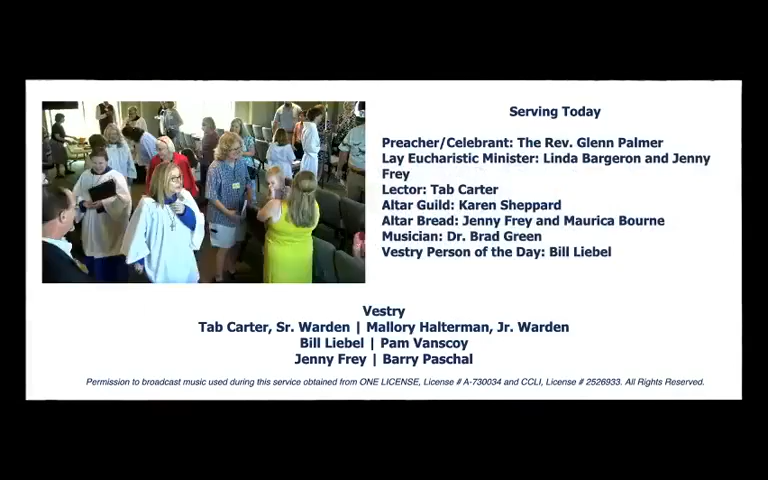 Serving Today
Preacher/Celebrant: The Rev. Glenn Palmer
Lay Eucharistic Minister: Linda Bargeron and Jenny
Frey
Lector: Tab Carter
Altar Guild: Karen Sheppard
Altar Bread: Jenny Frey and Maurica Bourne
Musician: Dr. Brad Green
Vestry Person of the Day: Bill Liebel
Vestry
Tab Carter, Sr. Warden | Mallory Halterman, Jr. Warden
Bill Liebel | Pam Vanscoy
Jenny Frey | Barry Paschal
Permission to broadcast music used during this service obtained from ONE LICENSE, License # A-730034 and CCLI, License # 2526933. All Rights Reserved.